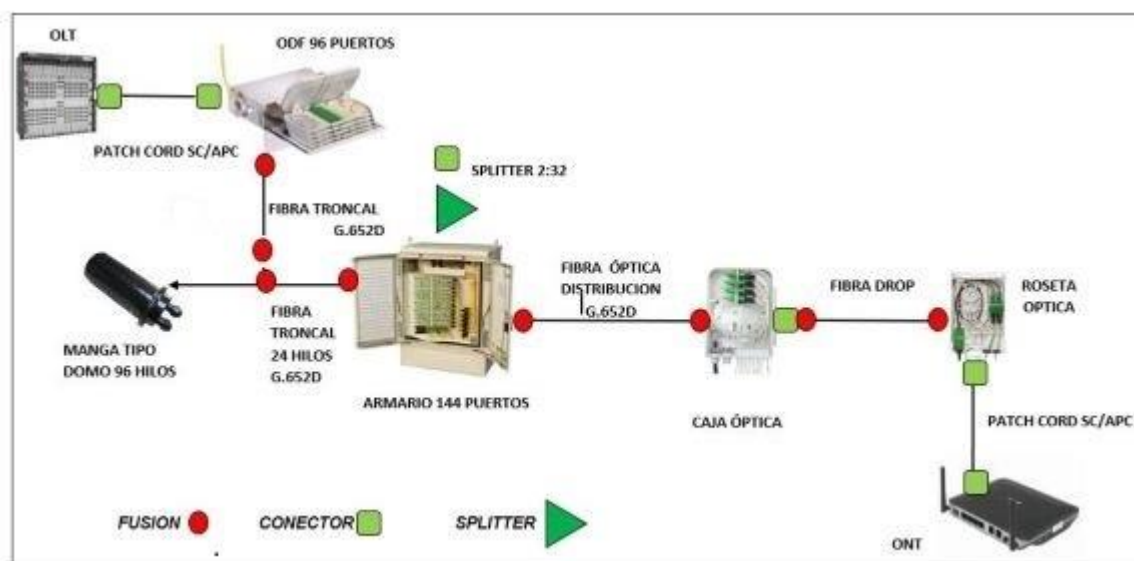 OLT
ODF 96 PUERTOS
PATCH CORD SC/APC
SPLITTER 2:32
FIBRA TRONCAL
G.652D
FIBRA ÓPTICA
DISTRIBUCION
G.652D
FIBRA DROP
ROSETA
OPTICA
MANGA TIPO
DOMO 96 HILOS
FIBRA
TRONCAL
24 HILOS
G.652D
ARMARIO 144 PUERTOS
CAJA ÓPTICA
PATCH CORD SC/APC
FUSION
CONECTOR
SPLITTER
ONT